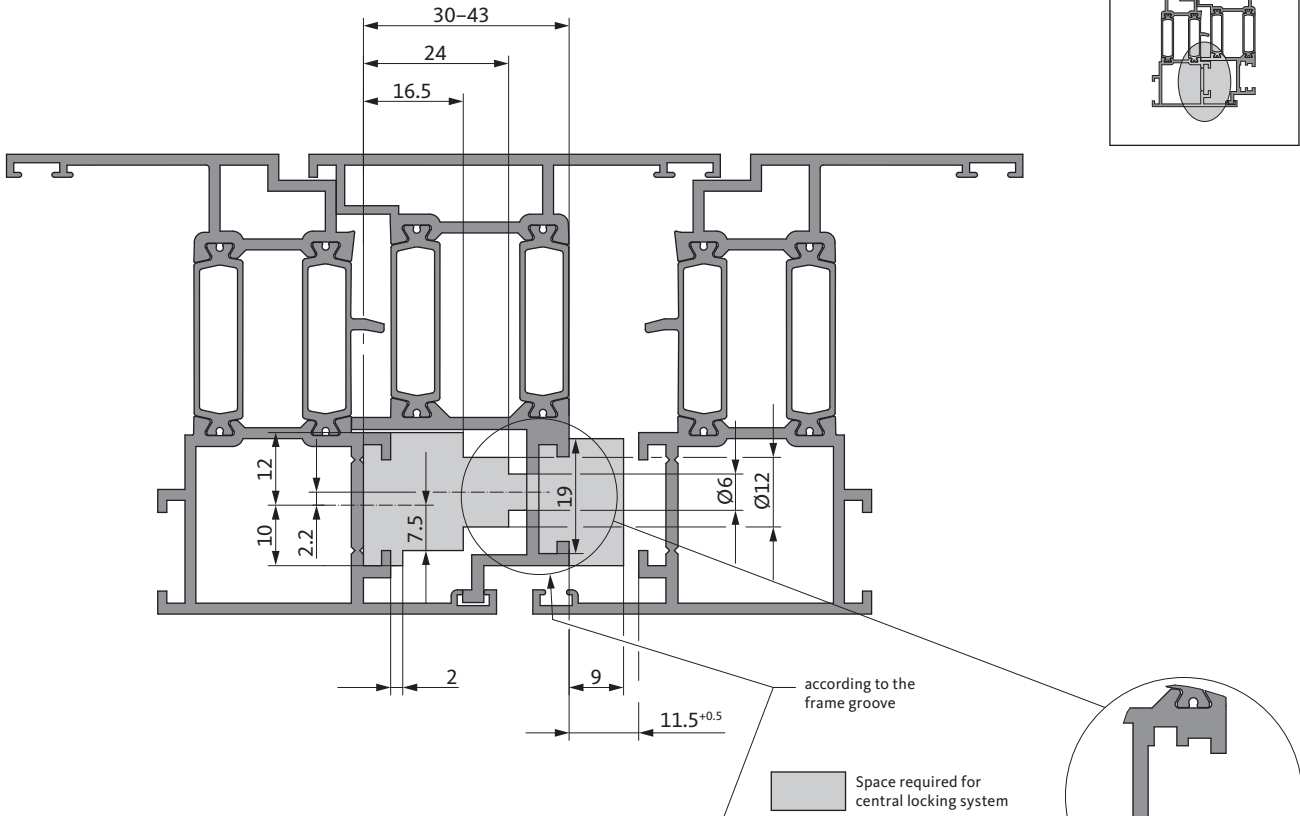 30–43
24
16.5
12
10
2.2
7.5
19
Ø6
Ø12
2
9
11.5+0.5
according to the
frame groove
Space required for
central locking system